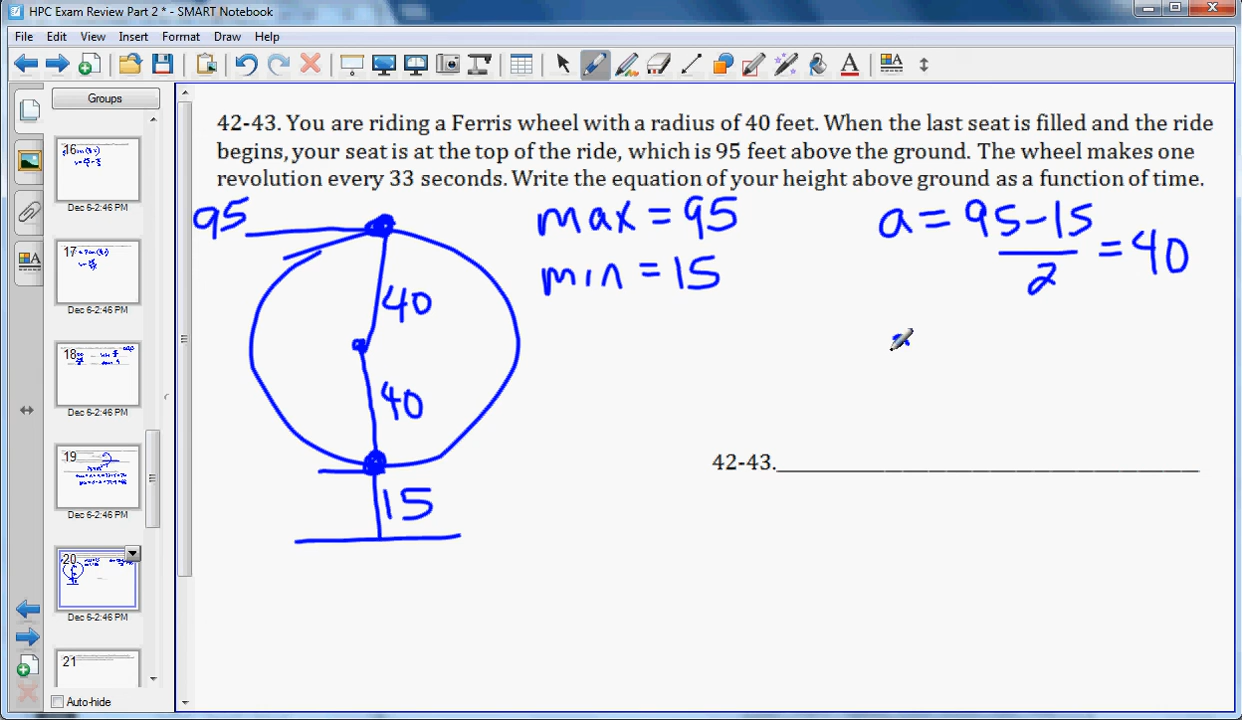 HPC Exam Review Part 2 * - SMART Notebook
File Edit View Insert Format Draw Help
Groups
16
Dec 6-2:46 PM
17
Dec 6-2:46 PM
18
Dec 6-2:46 PM
19
Dec 6-2:46 PM
20
Dec 6-2:46 PM
21
Auto-hide
42-43. You are riding a Ferris wheel with a radius of 40 feet. When the last seat is filled and the ride
begins, your seat is at the top of the ride, which is 95 feet above the ground. The wheel makes one
revolution every 33 seconds. Write the equation of your height above ground as a function of time.
95
max = 95
min = 15
a = 95-15
2
= 40
40
40
15
42-43.